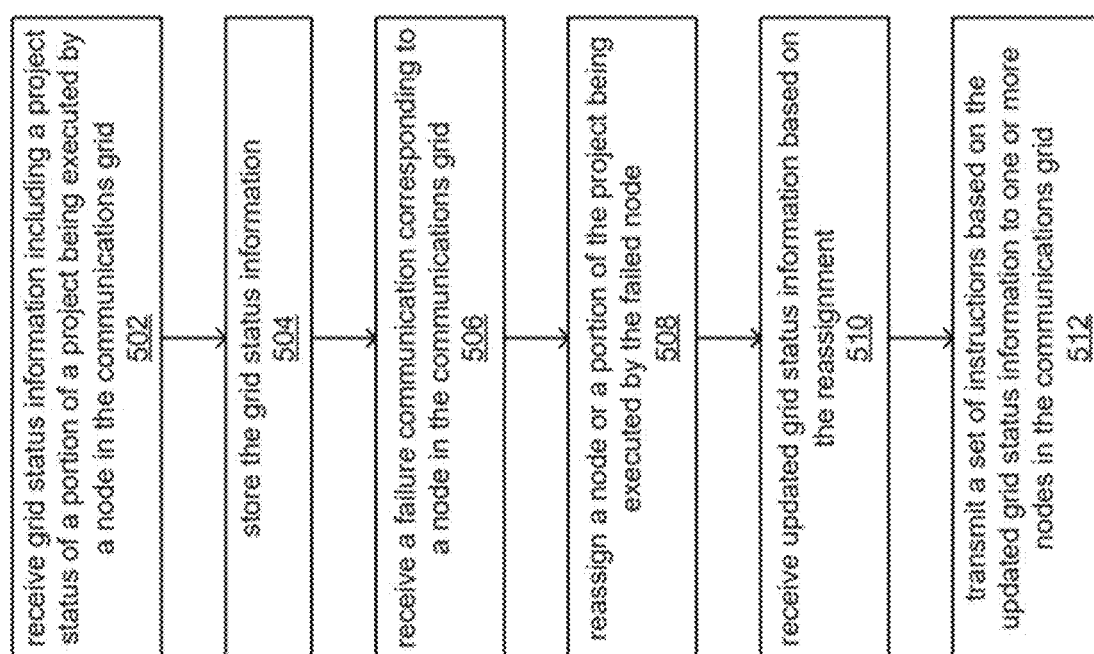 receive grid status information including a project
status of a portion of a project being executed by
a node in the communications grid
502
store the grid status information
504
receive a failure communication corresponding to
a node in the communications grid
506
reassign a node or a portion of the project being
executed by the failed node
508
receive updated grid status information based on
the reassignment
510
transmit a set of instructions based on the
updated grid status information to one or more
nodes in the communications grid
512